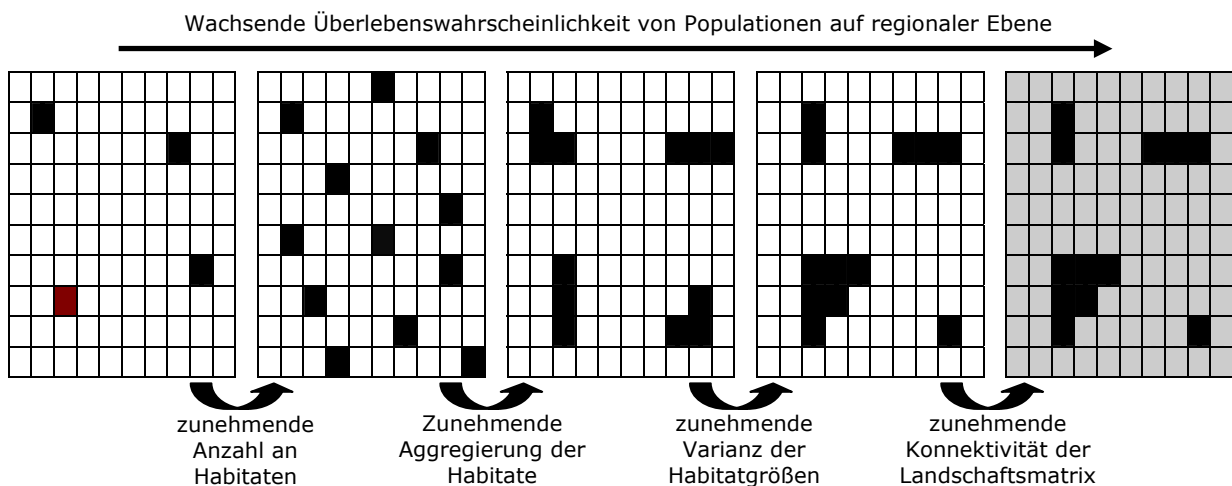 Wachsende Überlebenswahrscheinlichkeit von Populationen auf regionaler Ebene
zunehmende
Anzahl an
Habitaten
Zunehmende
Aggregierung der
Habitate
zunehmende
Varianz der
Habitatgrößen
zunehmende
Konnektivität der
Landschaftsmatrix